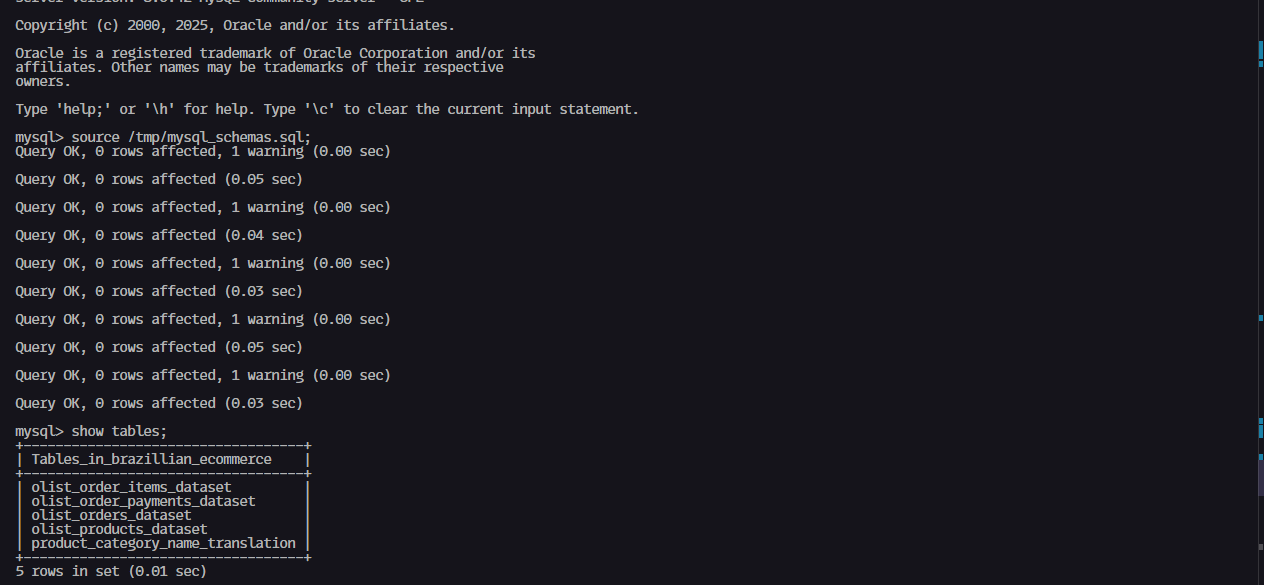 Copyright (c) 2000, 2025, Oracle and/or its affiliates.
Oracle is a registered trademark of Oracle Corporation and/or its
affiliates. Other names may be trademarks of their respective
owners.
Type 'help;' or '\h' for help. Type '\c' to clear the current input statement.
mysql> source /tmp/mysql_schemas.sql;
Query OK, 0 rows affected, 1 warning (0.00 sec)
Query OK, 0 rows affected (0.05 sec)
Query OK, 0 rows affected, 1 warning (0.00 sec)
Query OK, 0 rows affected (0.04 sec)
Query OK, 0 rows affected, 1 warning (0.00 sec)
Query OK, 0 rows affected (0.03 sec)
Query OK, 0 rows affected, 1 warning (0.00 sec)
Query OK, 0 rows affected (0.05 sec)
Query OK, 0 rows affected, 1 warning (0.00 sec)
Query OK, 0 rows affected (0.03 sec)
mysql> show tables;
+-----------------------------------+
| Tables_in_brazillian_ecommerce    |
+-----------------------------------+
| olist_order_items_dataset         |
| olist_order_payments_dataset      |
| olist_orders_dataset              |
| olist_products_dataset            |
| product_category_name_translation |
+-----------------------------------+
5 rows in set (0.01 sec)